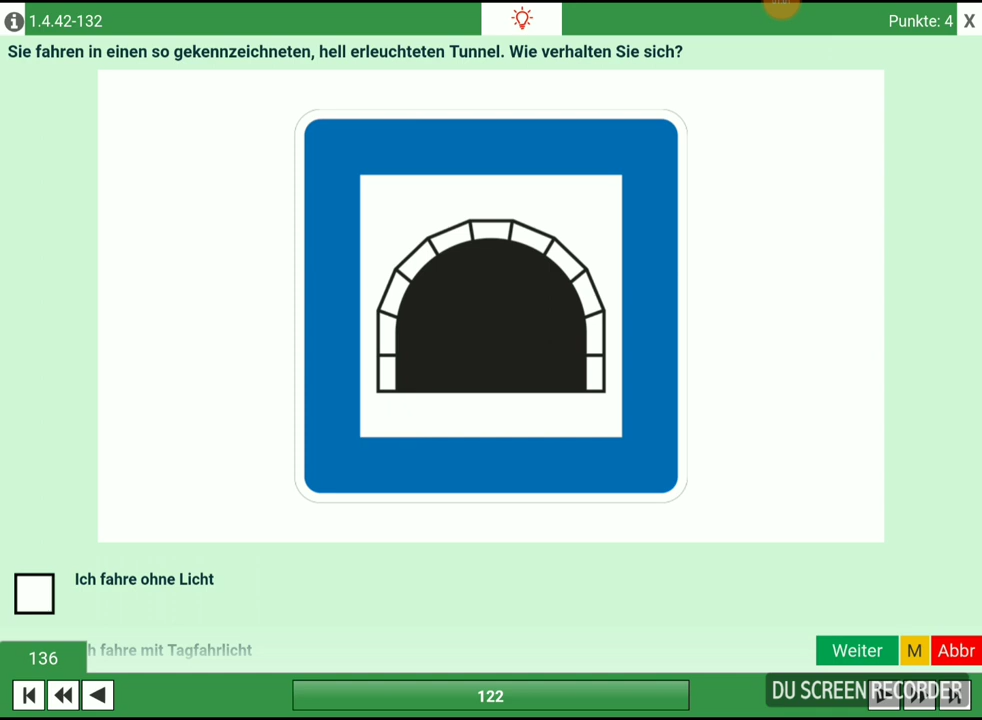 1.4.42-132
Punkte: 4 X
Sie fahren in einen so gekennzeichneten, hell erleuchteten Tunnel. Wie verhalten Sie sich?
Ich fahre ohne Licht
h fahre mit Tagfahrlicht
136
Weiter M Abbr
122
DU SCREEN RECORDER